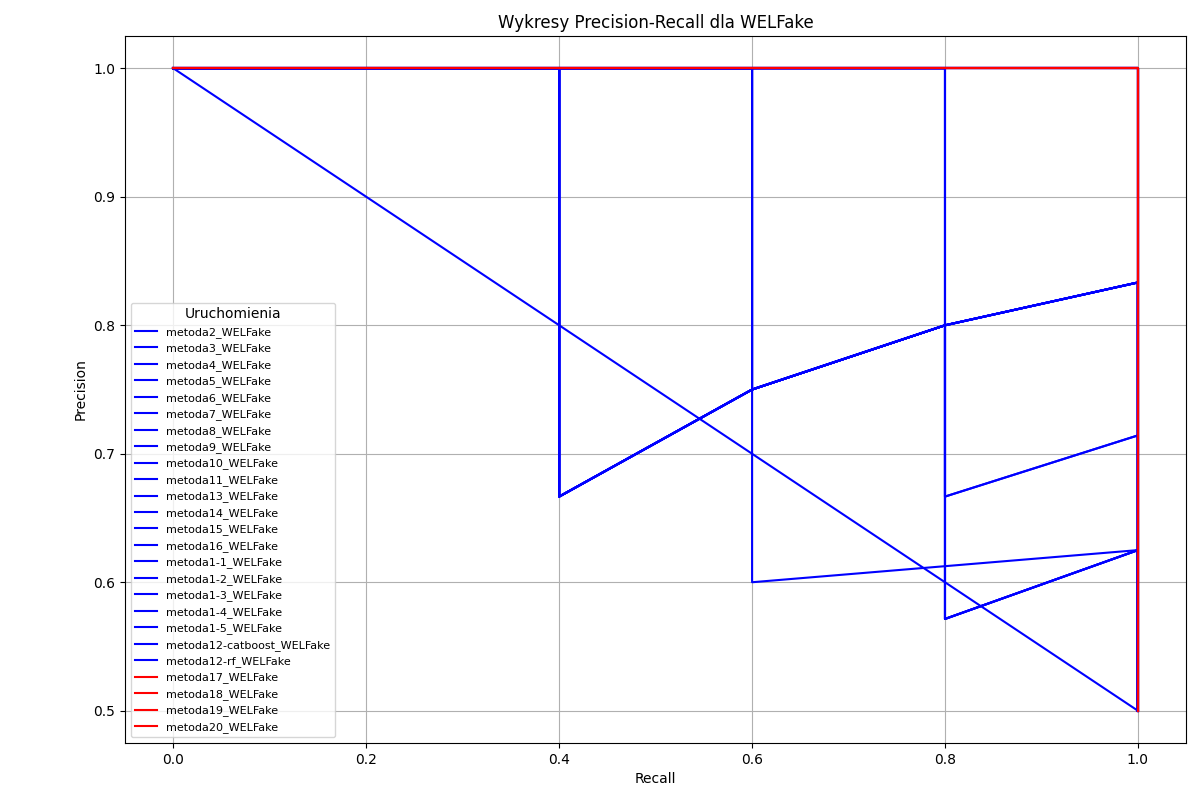 Wykresy Precision-Recall dla WELFake
1.0
0.9
0.8
0.7
0.6
0.5
Precision
Uruchomienia
metoda2_WELFake
metoda3_WELFake
metoda4_WELFake
metoda5_WELFake
metoda6_WELFake
metoda7_WELFake
metoda8_WELFake
metoda9_WELFake
metoda10_WELFake
metoda11_WELFake
metoda13_WELFake
metoda14_WELFake
metoda15_WELFake
metoda16_WELFake
metoda1-1_WELFake
metoda1-2_WELFake
metoda1-3_WELFake
metoda1-4_WELFake
metoda1-5_WELFake
metoda12-catboost_WELFake
metoda12-rf_WELFake
metoda17_WELFake
metoda18_WELFake
metoda19_WELFake
metoda20_WELFake
0.0 0.2 0.4 0.6 0.8 1.0
Recall